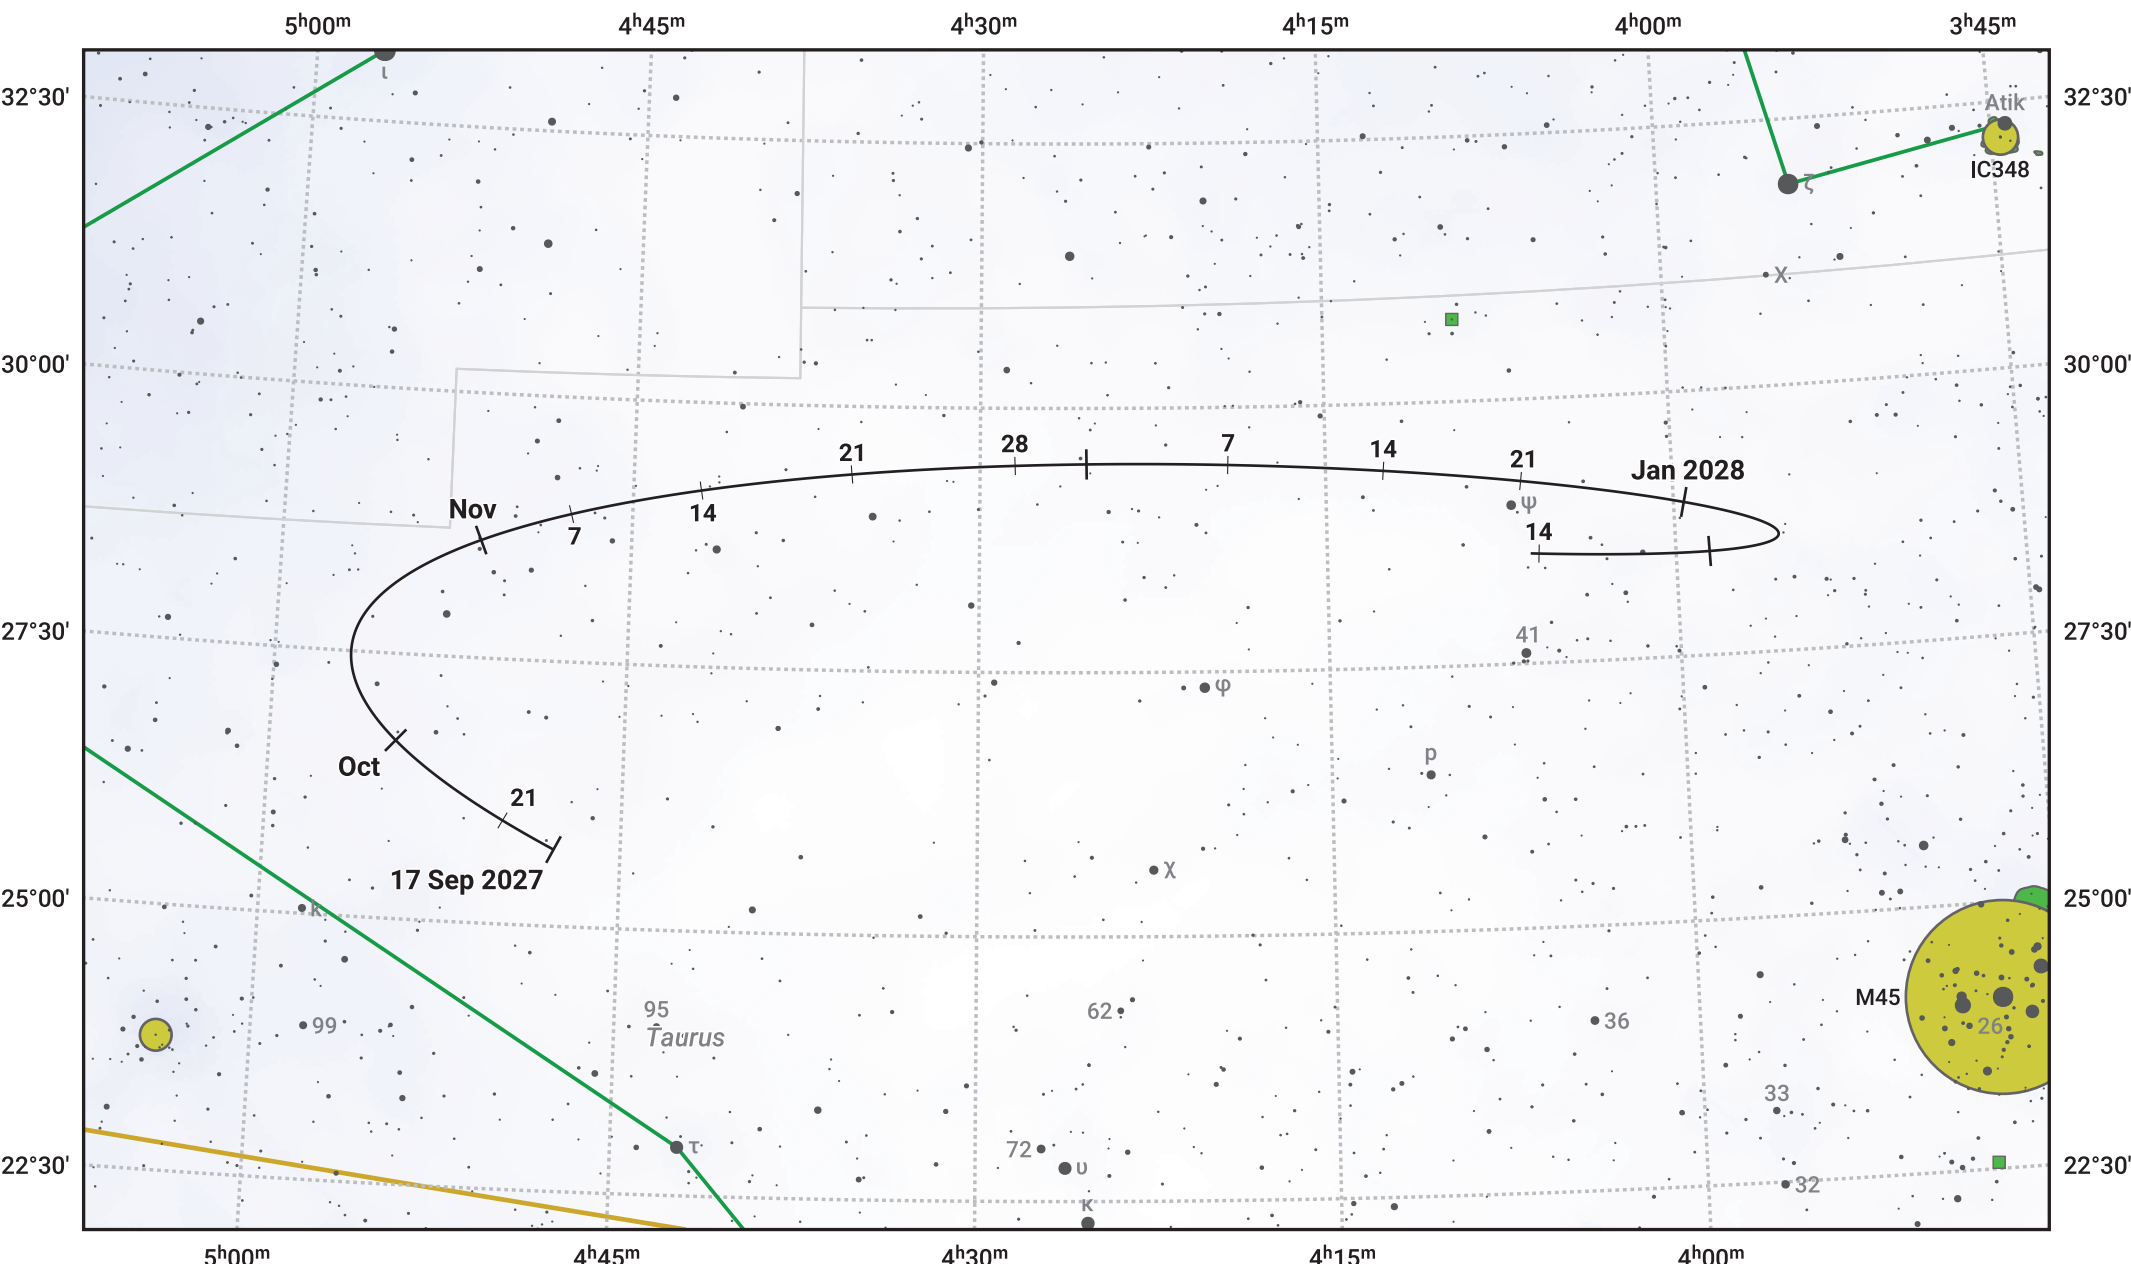 5ʰ00ᵐ 4ʰ45ᵐ 4ʰ30ᵐ 4ʰ15ᵐ 4ʰ00ᵐ 3ʰ45ᵐ
ι
32°30' 32°30'
Atik
IC348
ζ
X
30°00' 30°00'
21 28 7 14 21
Jan 2028
Nov 14 ψ
7 14
27°30' 27°30'
41
φ
Oct p
21
χ
17 Sep 2027
25°00' 25°00'
k
M45
99 95 62 36 26
Taurus
33
72 τ υ
22°30' 22°30'
κ 32
5ʰ00ᵐ 4ʰ45ᵐ 4ʰ30ᵐ 4ʰ15ᵐ 4ʰ00ᵐ